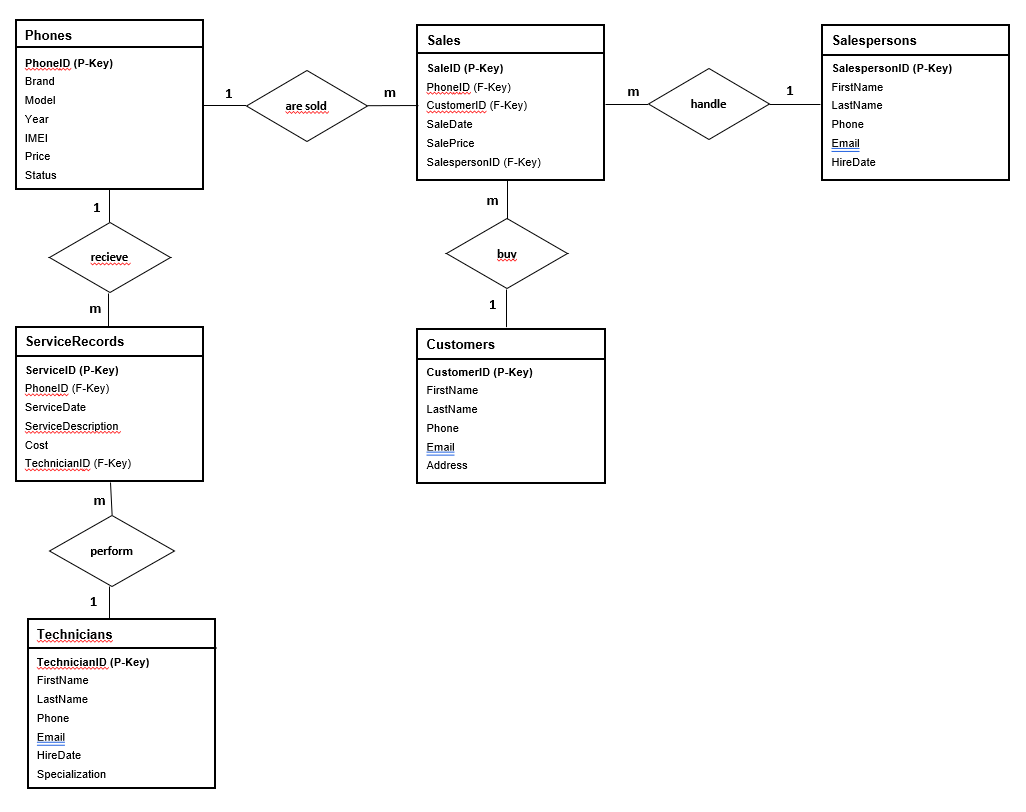 Phones
PhoneID (P-Key)
Brand
Model
Year
IMEI
Price
Status
1
are sold
m
Sales
SaleID (P-Key)
PhoneID (F-Key)
CustomerID (F-Key)
SaleDate
SalePrice
SalespersonID (F-Key)
m
handle
1
Salespersons
SalespersonID (P-Key)
FirstName
LastName
Phone
Email
HireDate
1
recieve
m
m
buv
1
ServiceRecords
ServiceID (P-Key)
PhoneID (F-Key)
ServiceDate
ServiceDescription
Cost
TechnicianID (F-Key)
Customers
CustomerID (P-Key)
FirstName
LastName
Phone
Email
Address
m
perform
1
Technicians
TechnicianID (P-Key)
FirstName
LastName
Phone
Email
HireDate
Specialization